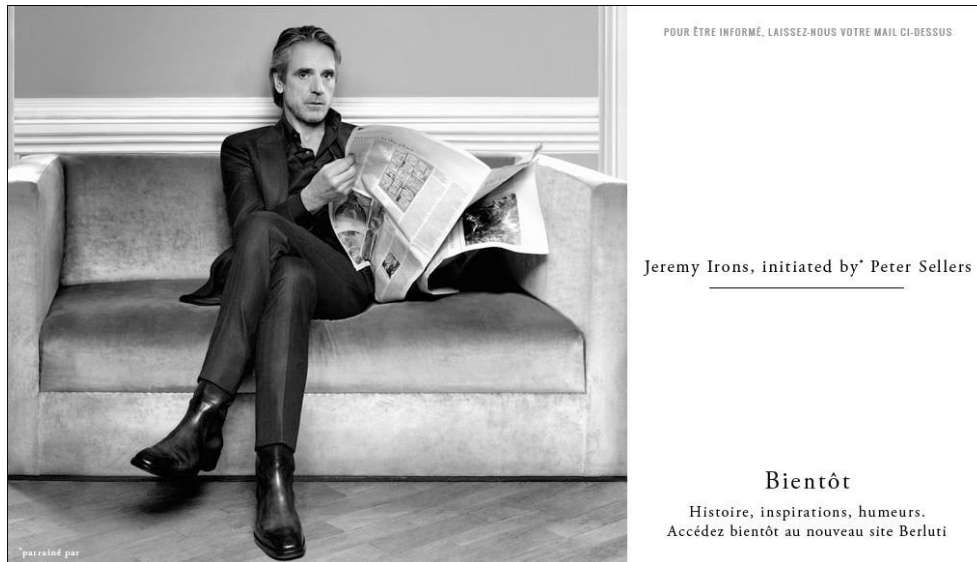 POUR ÊTRE INFORMÉ, LAISSEZ-NOUS VOTRE MAIL CI-DESSUS
Jeremy Irons, initiated by* Peter Sellers
Bientôt
Histoire, inspirations, humeurs.
Accédez bientôt au nouveau site Berluti
*parrainé par